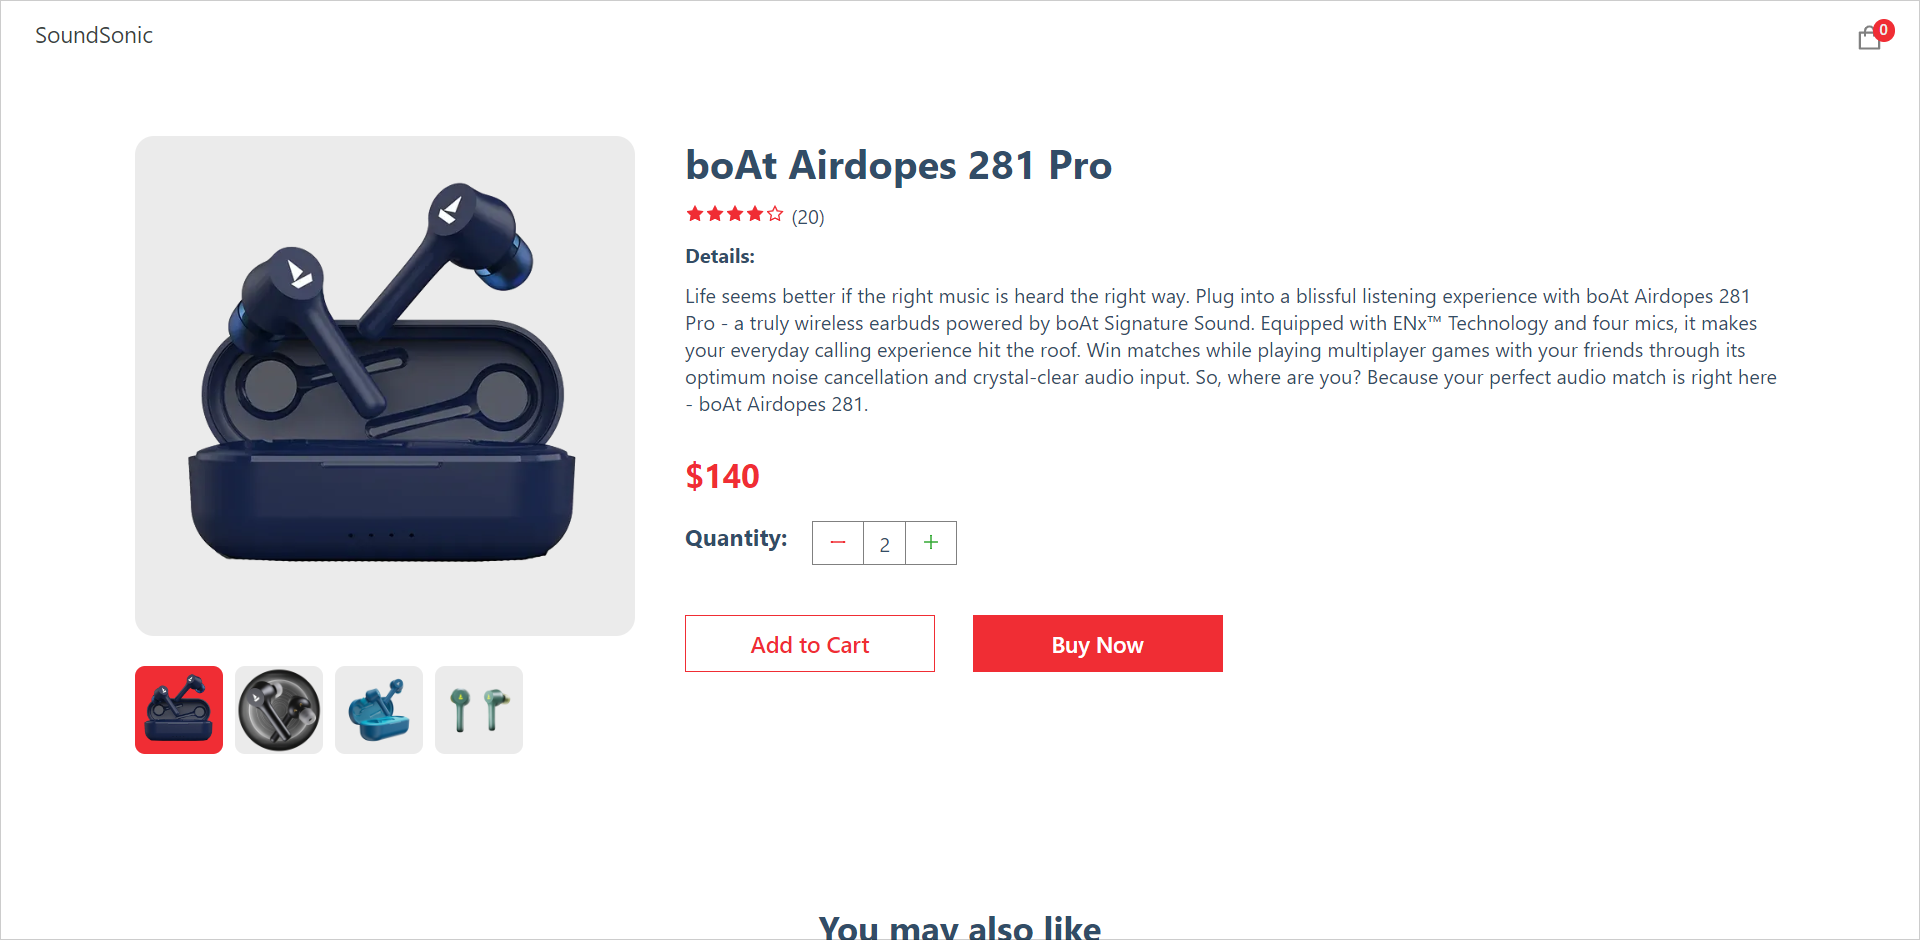 SoundSonic
0
boAt Airdopes 281 Pro
(20)
Details:
Life seems better if the right music is heard the right way. Plug into a blissful listening experience with boAt Airdopes 281
Pro - a truly wireless earbuds powered by boAt Signature Sound. Equipped with ENx™ Technology and four mics, it makes
your everyday calling experience hit the roof. Win matches while playing multiplayer games with your friends through its
optimum noise cancellation and crystal-clear audio input. So, where are you? Because your perfect audio match is right here
- boAt Airdopes 281.
$140
Quantity: − 2 +
Add to Cart Buy Now
You may also like